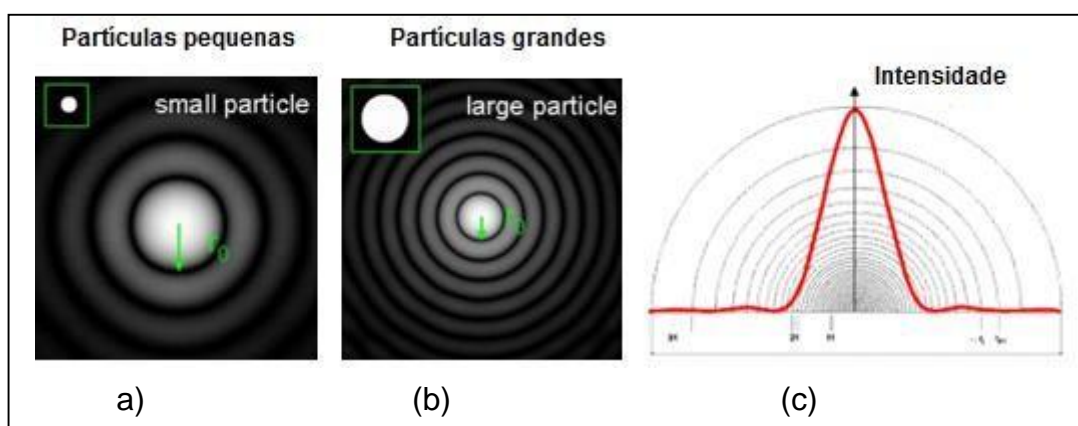 Partículas pequenas
Partículas grandes
Intensidade
small particle
large particle
r0
r0
a)
(b)
(c)